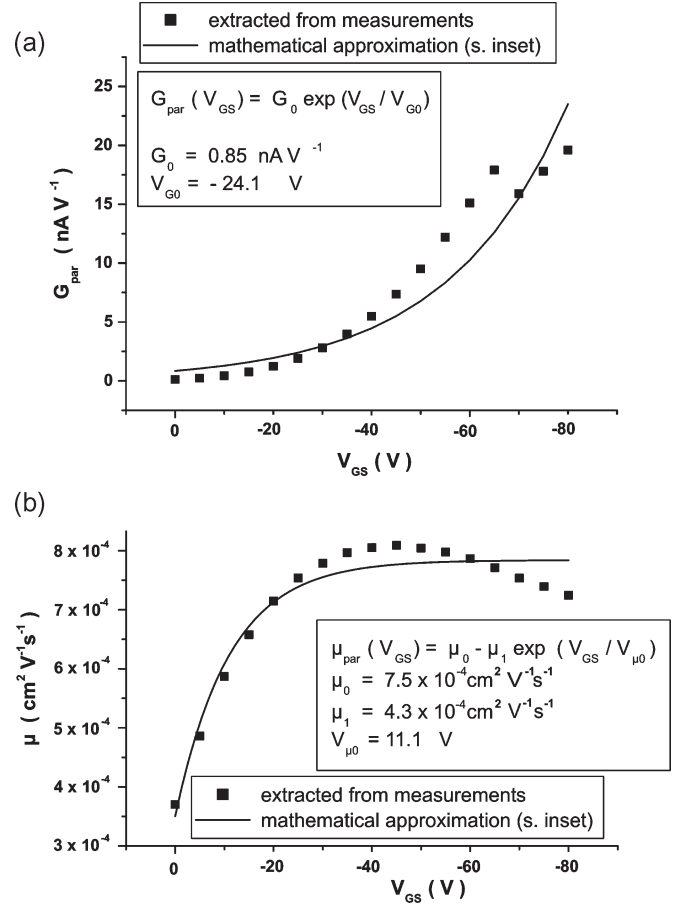 extracted from measurements
mathematical approximation (s. inset)
(a)
G_par (V_GS) = G_0 exp (V_GS / V_G0)
G_0 = 0.85 nA V^-1
V_G0 = - 24.1 V
G_par ( nA V^-1 )
25
20
15
10
5
0
0 -20 -40 -60 -80
V_GS ( V )
(b)
μ ( cm² V⁻¹s⁻¹ )
8 x 10⁻⁴
7 x 10⁻⁴
6 x 10⁻⁴
5 x 10⁻⁴
4 x 10⁻⁴
3 x 10⁻⁴
μ_par ( V_GS) = μ_0 - μ_1 exp ( V_GS / V_μ0)
μ_0 = 7.5 x 10⁻⁴cm² V⁻¹s⁻¹
μ_1 = 4.3 x 10⁻⁴cm² V⁻¹s⁻¹
V_μ0 = 11.1 V
extracted from measurements
mathematical approximation (s. inset)
0 -20 -40 -60 -80
V_GS ( V )